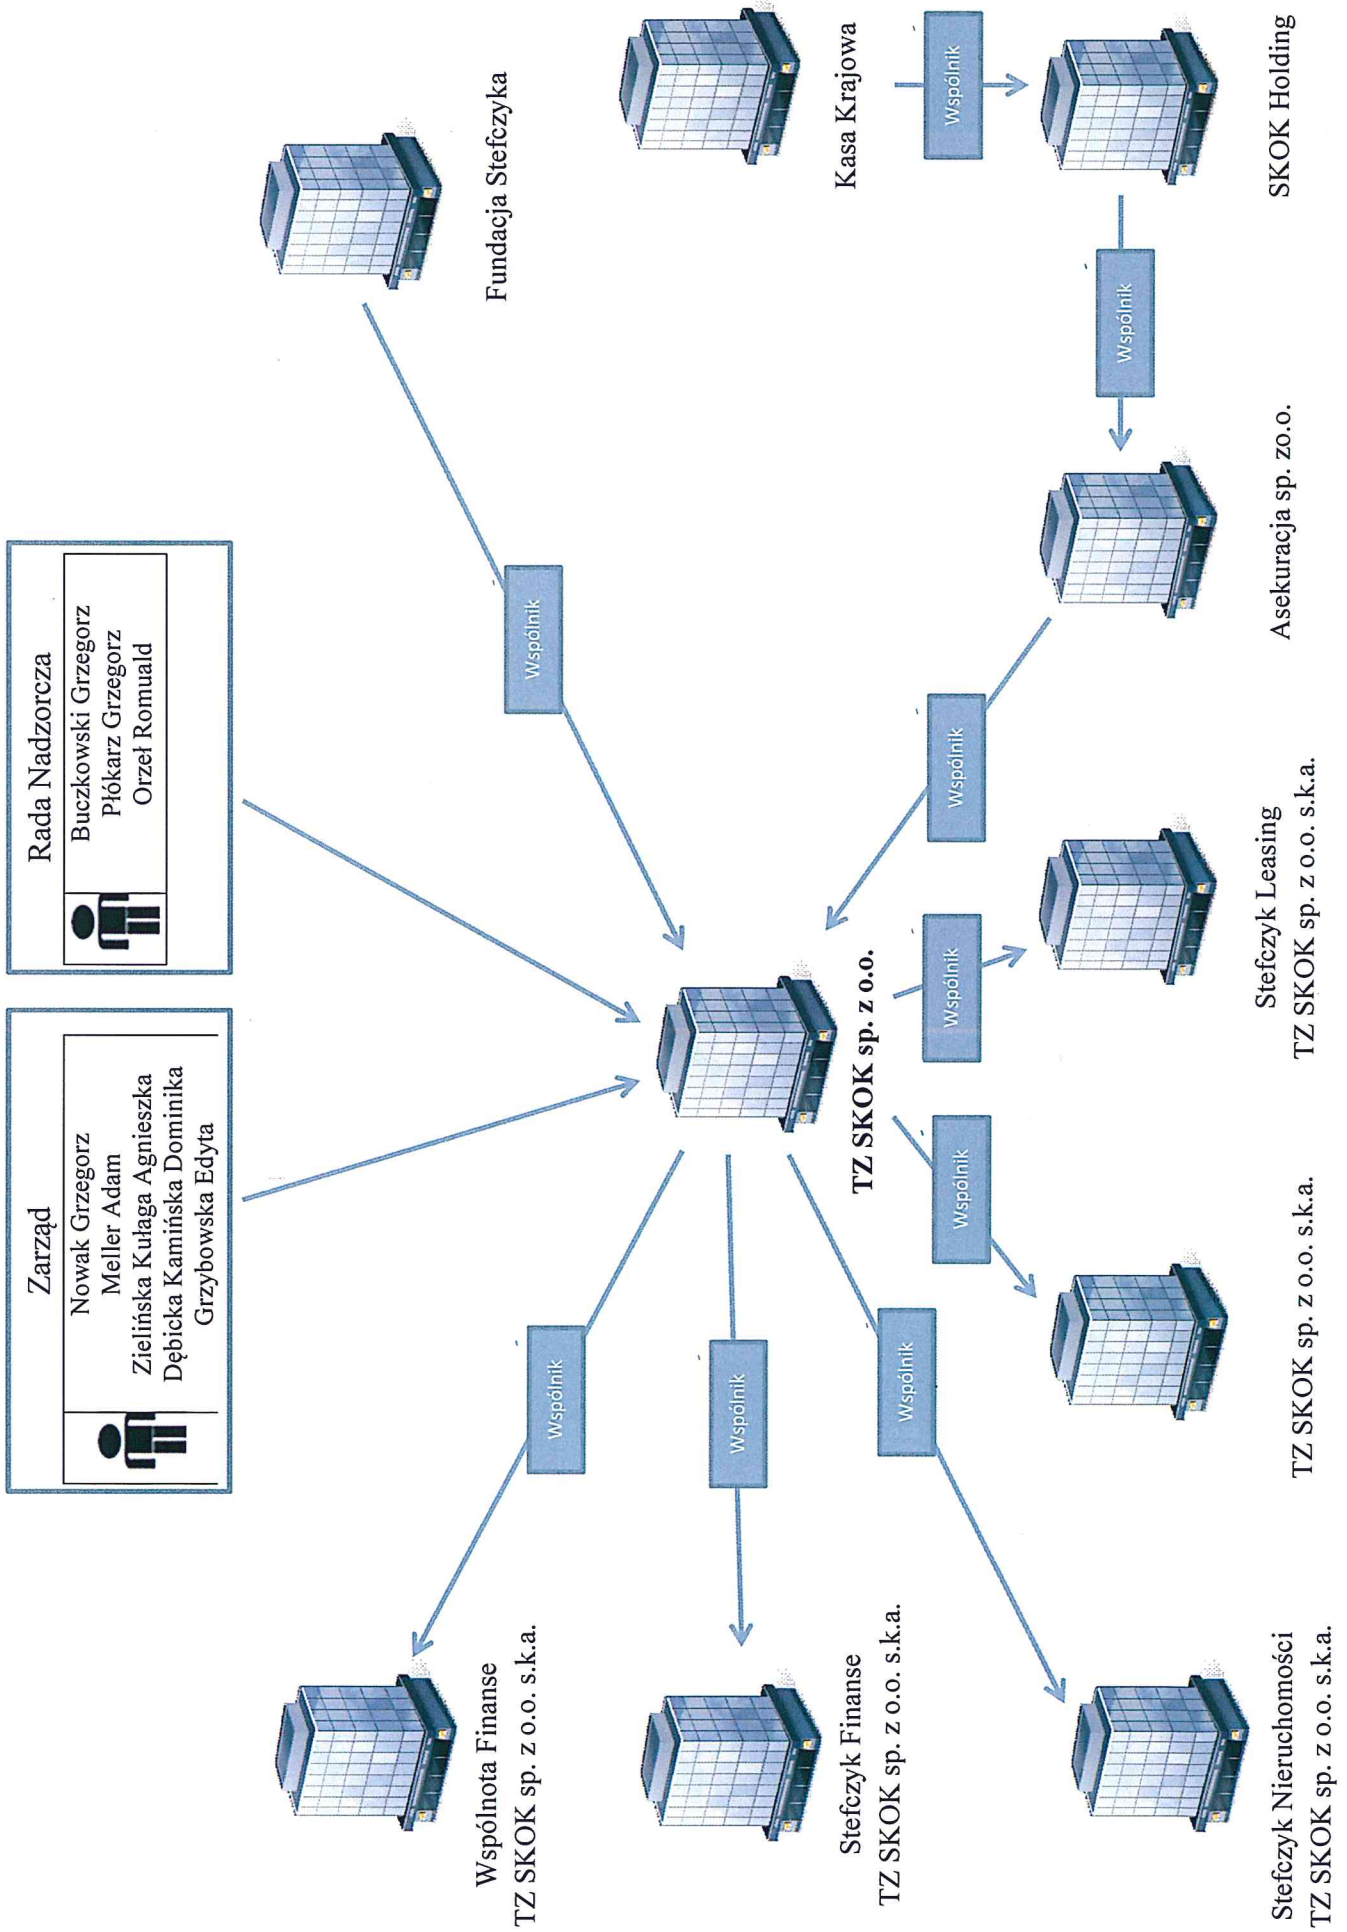 Zarząd
Nowak Grzegorz
Meller Adam
Zielińska Kułaga Agnieszka
Dębicka Kamińska Dominika
Grzybowska Edyta
Rada Nadzorcza
Buczkowski Grzegorz
Płókarz Grzegorz
Orzeł Romuald
Fundacja Stefczyka
Wspólnik
Wspólnota Finanse
TZ SKOK sp. z o.o. s.k.a.
Wspólnik
Stefczyk Finanse
TZ SKOK sp. z o.o. s.k.a.
Wspólnik
TZ SKOK sp. z o.o.
Kasa Krajowa
Wspólnik
Wspólnik
Wspólnik
Wspólnik
Wspólnik
Wspólnik
Stefczyk Nieruchomości
TZ SKOK sp. z o.o. s.k.a.
TZ SKOK sp. z o.o. s.k.a.
Stefczyk Leasing
TZ SKOK sp. z o.o. s.k.a.
Asekuracja sp. zo.o.
SKOK Holding